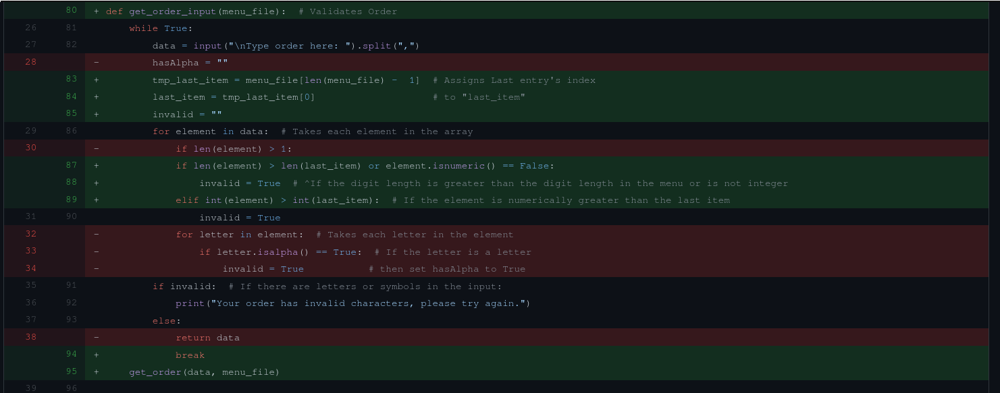 80 + def get_order_input(menu_file):  # Validates Order
26 81 while True:
27 82 data = input("\nType order here: ").split(",")
28 - hasAlpha = ""
83 + tmp_last_item = menu_file[len(menu_file) - 1]  # Assigns Last entry's index
84 + last_item = tmp_last_item[0]  # to "last_item"
85 + invalid = ""
29 86 for element in data:  # Takes each element in the array
30 - if len(element) > 1:
87 + if len(element) > len(last_item) or element.isnumeric() == False:
88 + invalid = True  # ^If the digit length is greater than the digit length in the menu or is not integer
89 + elif int(element) > int(last_item):  # If the element is numerically greater than the last item
31 90 invalid = True
32 - for letter in element:  # Takes each letter in the element
33 - if letter.isalpha() == True:  # If the letter is a letter
34 - invalid = True  # then set hasAlpha to True
35 91 if invalid:  # If there are letters or symbols in the input:
36 92 print("Your order has invalid characters, please try again.")
37 93 else:
38 - return data
94 + break
95 + get_order(data, menu_file)
39 96